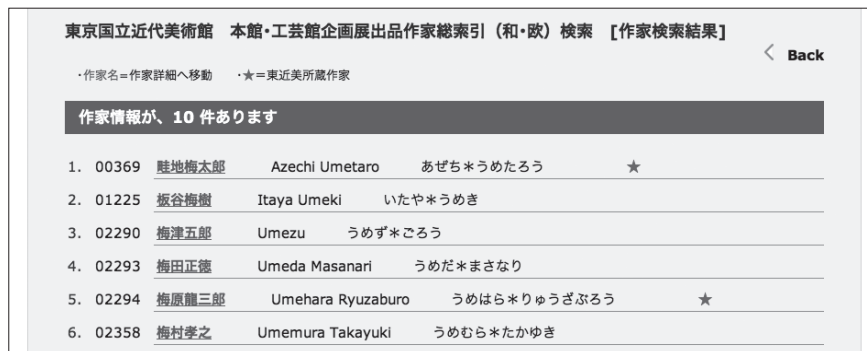 東京国立近代美術館 本館・工芸館企画展出品作家総索引（和・欧）検索 [作家検索結果]
Back
・作家名＝作家詳細へ移動 ・★＝東近美所蔵作家
作家情報が、10 件あります
1. 00369 畦地梅太郎 Azechi Umetaro あぜち＊うめたろう ★
2. 01225 板谷梅樹 Itaya Umeki いたや＊うめき
3. 02290 梅津五郎 Umezu うめず＊ごろう
4. 02293 梅田正徳 Umeda Masanari うめだ＊まさなり
5. 02294 梅原龍三郎 Umehara Ryuzaburo うめはら＊りゅうざぶろう ★
6. 02358 梅村孝之 Umemura Takayuki うめむら＊たかゆき